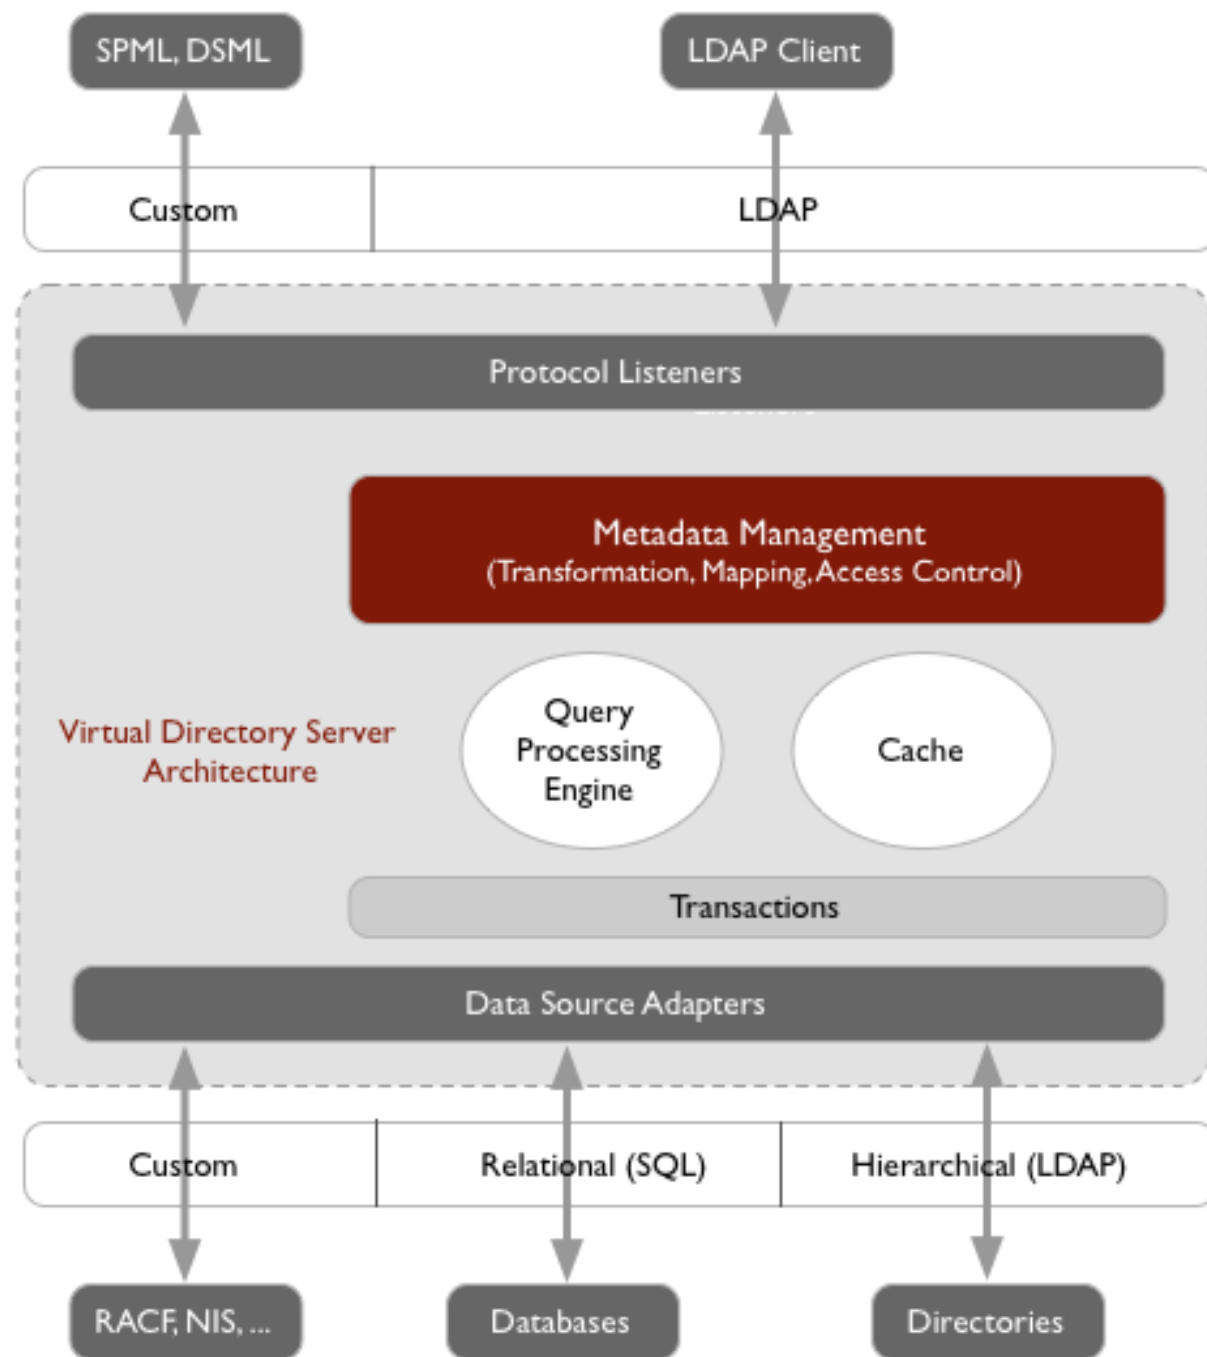 SPML, DSML
LDAP Client
Custom
LDAP
Protocol Listeners
Metadata Management
(Transformation, Mapping, Access Control)
Virtual Directory Server
Architecture
Query
Processing
Engine
Cache
Transactions
Data Source Adapters
Custom
Relational (SQL)
Hierarchical (LDAP)
RACF, NIS, ...
Databases
Directories